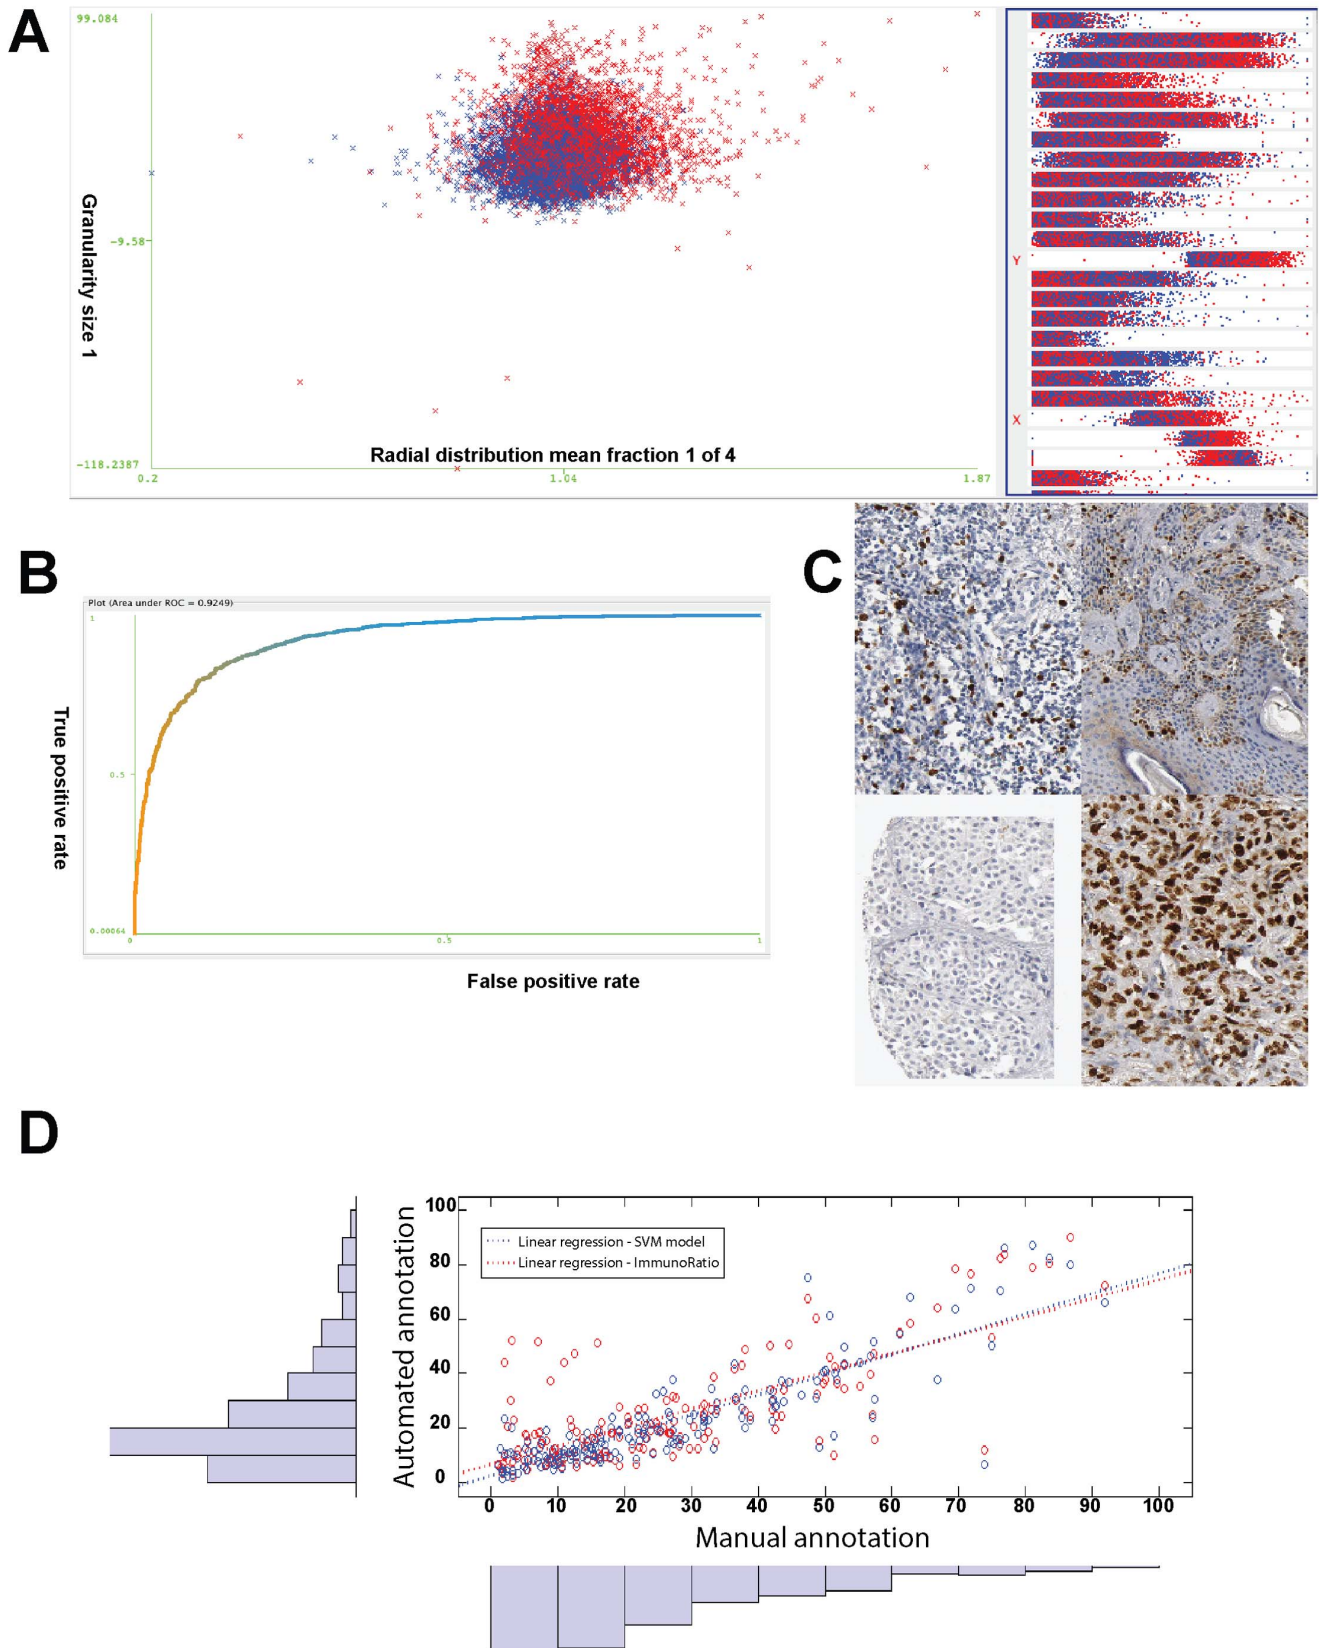 A
99.084
-9.58
-118.2387
Granularity size 1
Radial distribution mean fraction 1 of 4
0.2
1.04
1.87
Y
X
B
Plot (Area under ROC = 0.9249)
1
0.5
0.00064
0
0.5
1
True positive rate
False positive rate
C
D
100
80
60
40
20
0
Automated annotation
Linear regression - SVM model
Linear regression - ImmunoRatio
0 10 20 30 40 50 60 70 80 90 100
Manual annotation